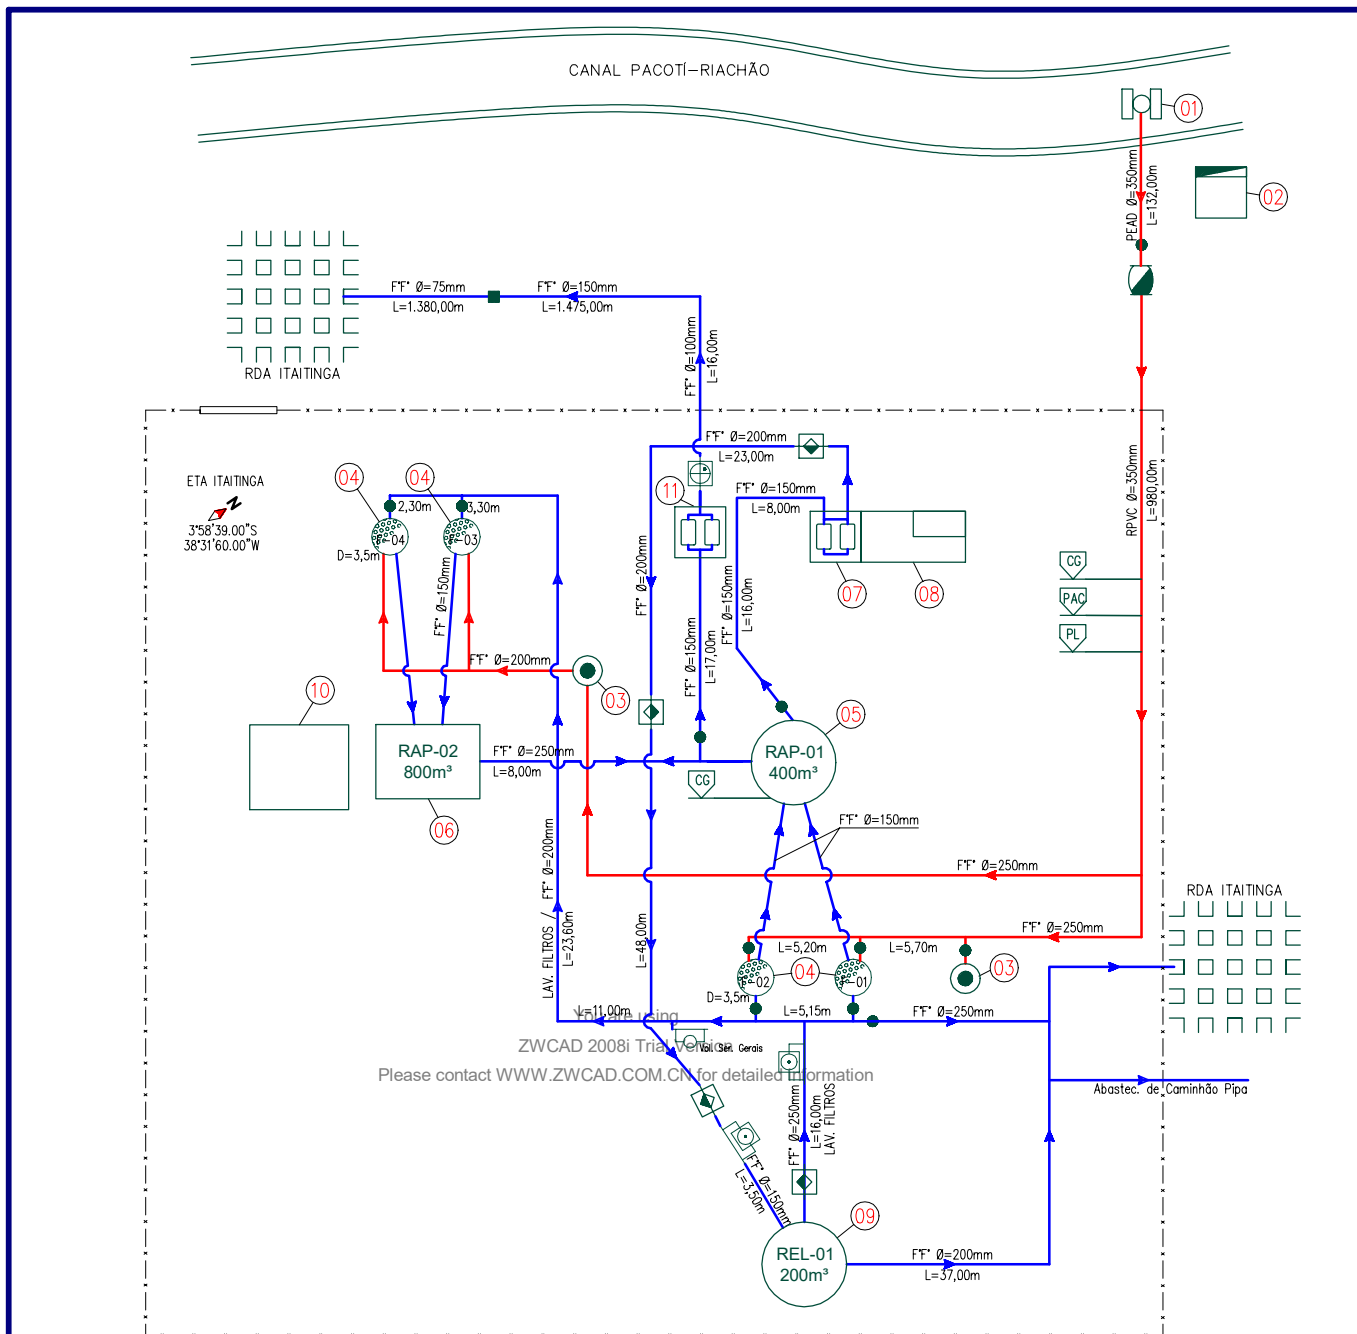 CANAL PACOTÍ-RIACHÃO
01
PEAD Ø=350mm
L=132,00m
02
F°F° Ø=75mm
L=1.380,00m
F°F° Ø=150mm
L=1.475,00m
RDA ITAITINGA
F°F° Ø=100mm
L=16,00m
ETA ITAITINGA
N
3°58'39.00"S
38°31'60.00"W
04
04
2,30m
3,30m
-04
-03
D=3,5m
F°F° Ø=150mm
F°F° Ø=200mm
L=23,00m
11
F°F° Ø=150mm
L=8,00m
F°F° Ø=200mm
07
08
RPVC Ø=350mm
L=980,00m
CG
PAC
PL
F°F° Ø=150mm
L=16,00m
F°F° Ø=150mm
L=17,00m
F°F° Ø=200mm
03
10
05
RAP-02
800m³
F°F° Ø=250mm
L=8,00m
RAP-01
400m³
CG
06
F°F° Ø=150mm
F°F° Ø=250mm
LAV. FILTROS / F°F° Ø=200mm
L=23,60m
L=48,00m
RDA ITAITINGA
F°F° Ø=250mm
L=5,20m
L=5,70m
04
03
-02
-01
D=3,5m
L=11,00m
L=5,15m
F°F° Ø=250mm
You are using
ZWCAD 2008i Trial Version
Gerais
Please contact WWW.ZWCAD.COM.CN for detailed information
Abastec. de Caminhão Pipa
F°F° Ø=250mm
L=16,00m
LAV. FILTROS
F°F° Ø=150mm
L=3,50m
09
REL-01
200m³
F°F° Ø=200mm
L=37,00m